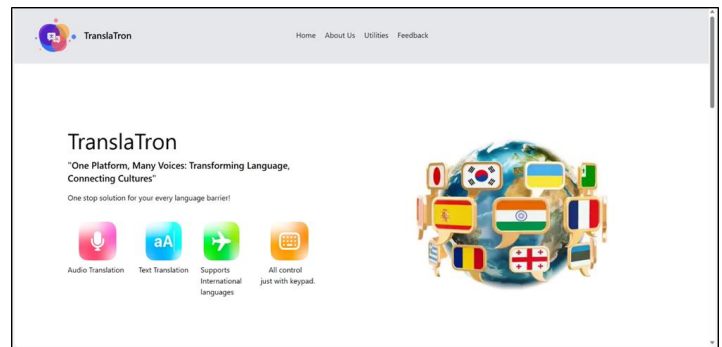 TranslaTron
Home About Us Utilities Feedback
TranslaTron
"One Platform, Many Voices: Transforming Language,
Connecting Cultures"
One stop solution for your every language barrier!
aA
Audio Translation
Text Translation
Supports
International
languages
All control
just with keypad.